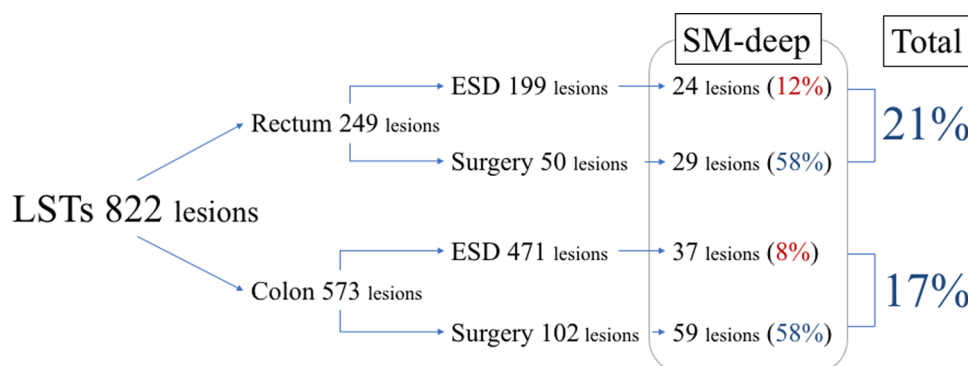 SM-deep
Total
ESD 199 lesions
24 lesions (12%)
Rectum 249 lesions
21%
Surgery 50 lesions
29 lesions (58%)
LSTs 822 lesions
ESD 471 lesions
37 lesions (8%)
Colon 573 lesions
17%
Surgery 102 lesions
59 lesions (58%)